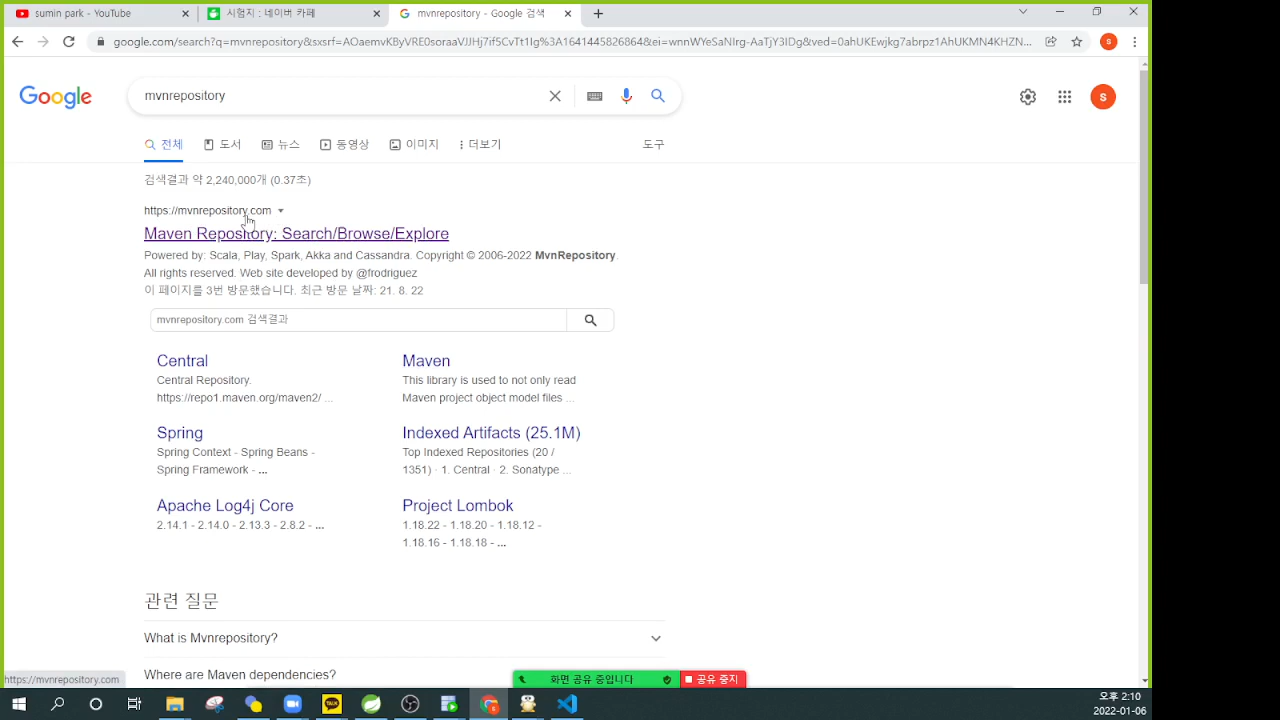 sumin park - YouTube
시험지 : 네이버 카페
mvnrepository - Google 검색
google.com/search?q=mvnrepository&sxsrf=AOaemvKByVRE0soraaVJJHj7if5CvTt1Ig%3A1641445826864&ei=wnnWYeSaNIrg-AaTjY3IDg&ved=0ahUKEwjkg7abrpz1AhUKMN4KHZN...
s
Google
mvnrepository
s
전체
도서
뉴스
동영상
이미지
더보기
도구
검색결과 약 2,240,000개 (0.37초)
https://mvnrepository.com
Maven Repository: Search/Browse/Explore
Powered by: Scala, Play, Spark, Akka and Cassandra. Copyright © 2006-2022 MvnRepository.
All rights reserved. Web site developed by @frodriguez
이 페이지를 3번 방문했습니다. 최근 방문 날짜: 21. 8. 22
mvnrepository.com 검색결과
Central
Central Repository.
https://repo1.maven.org/maven2/ ...
Maven
This library is used to not only read
Maven project object model files ...
Spring
Spring Context - Spring Beans -
Spring Framework - ...
Indexed Artifacts (25.1M)
Top Indexed Repositories (20 /
1351) · 1. Central · 2. Sonatype ...
Apache Log4j Core
2.14.1 - 2.14.0 - 2.13.3 - 2.8.2 - ...
Project Lombok
1.18.22 - 1.18.20 - 1.18.12 -
1.18.16 - 1.18.18 - ...
관련 질문
What is Mvnrepository?
Where are Maven dependencies?
https://mvnrepository.com
화면 공유 중입니다
공유 중지
TALK
오후 2:10
2022-01-06